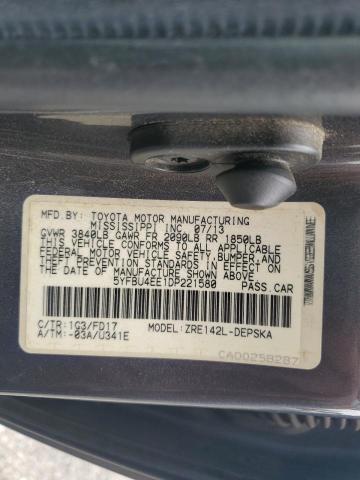 MFD. BY: TOYOTA MOTOR MANUFACTURING
MISSISSIPPI INC 07/13
GVWR 3840LB GAWR FR 2090LB RR 1850LB
THIS VEHICLE CONFORMS TO ALL APPLICABLE
FEDERAL MOTOR VEHICLE SAFETY, BUMPER, AND
THEFT PREVENTION STANDARDS IN EFFECT ON
THE DATE OF MANUFACTURE SHOWN ABOVE.
5YFBU4EE1DP221580 PASS.CAR
C/TR:1G3/FD17 MODEL:ZRE142L-DEPSKA
A/TM:-03A/U341E
CA00258287